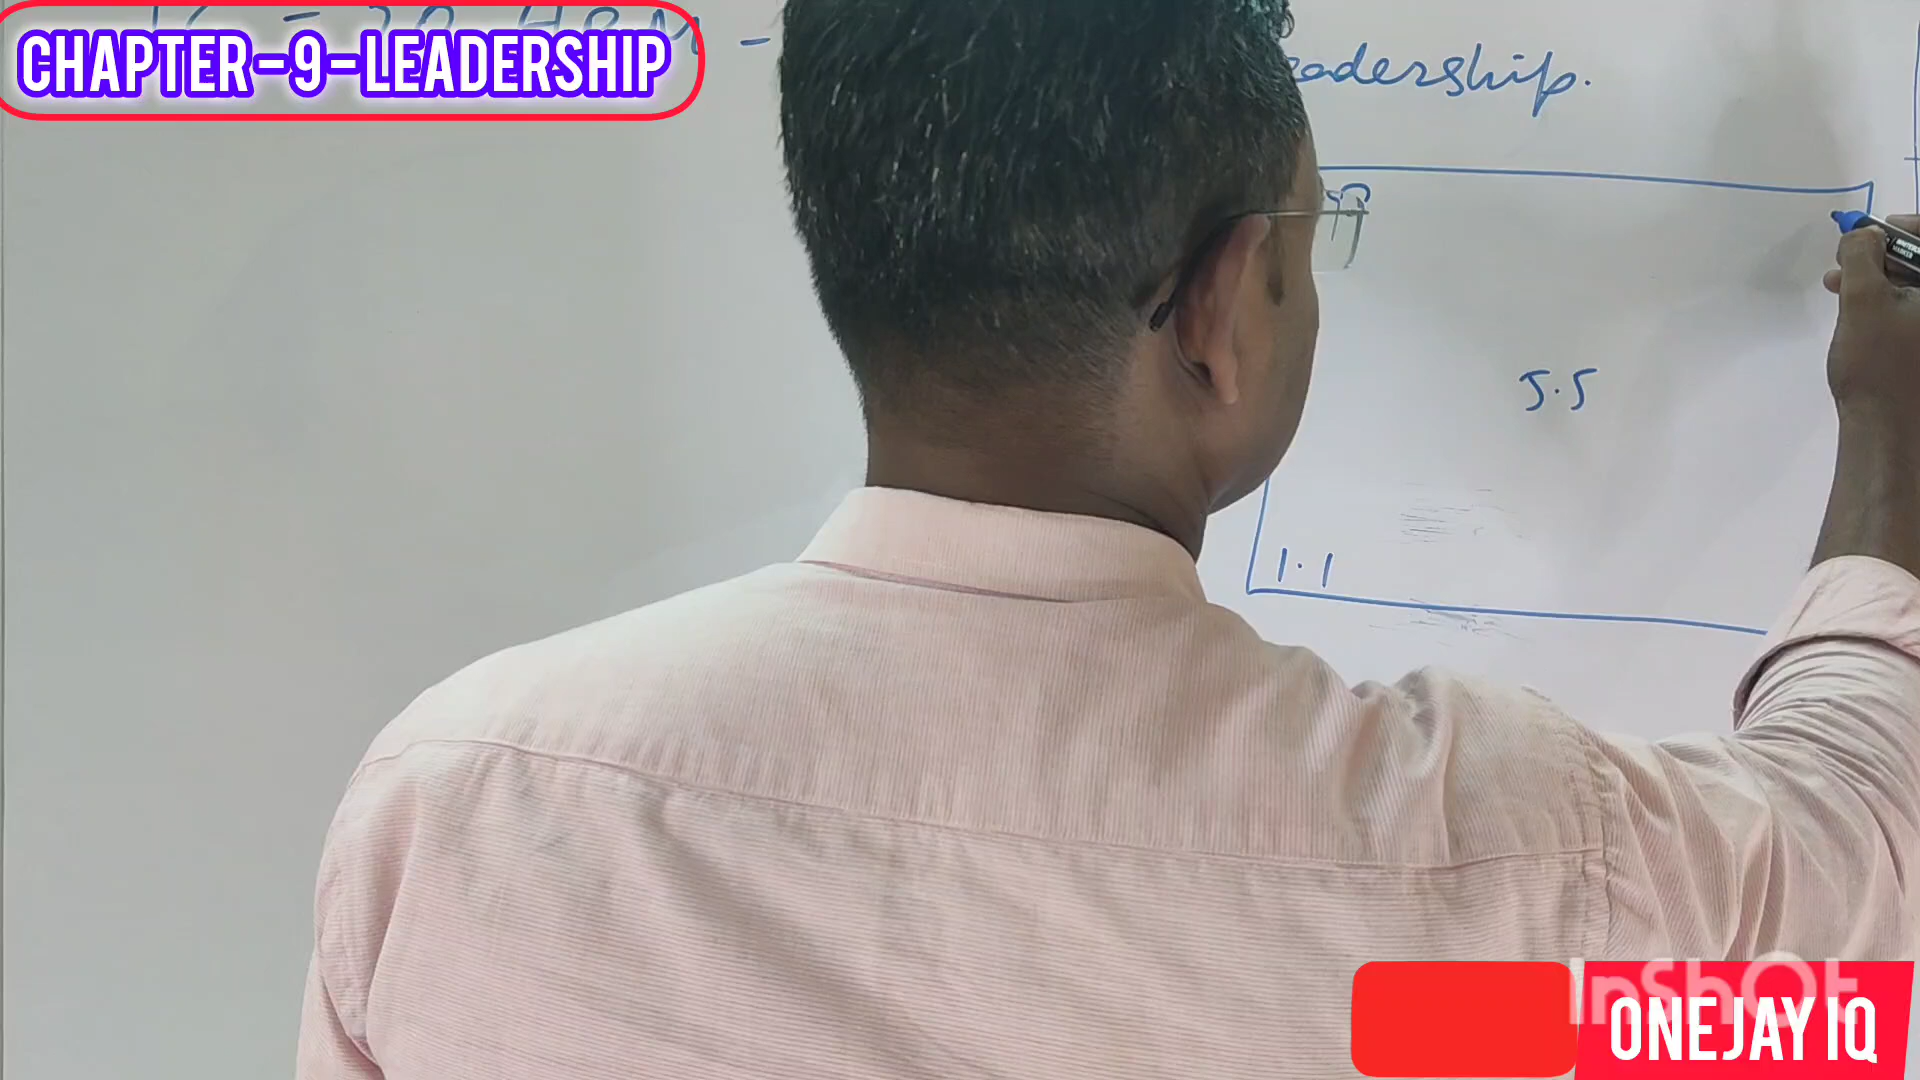 CHAPTER-9-LEADERSHIP
eadership.
5.5
1.1
InShOt
ONEJAY IQ